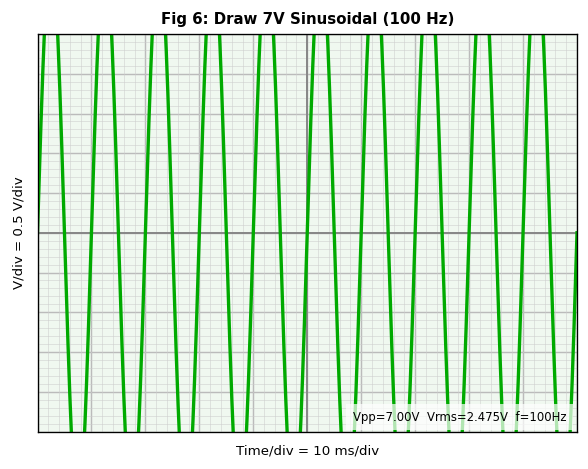 Fig 6: Draw 7V Sinusoidal (100 Hz)
V/div = 0.5 V/div
Vpp=7.00V  Vrms=2.475V  f=100Hz
Time/div = 10 ms/div